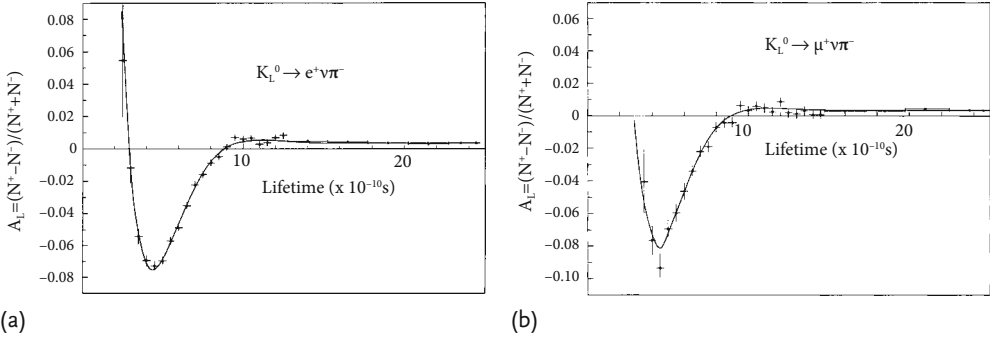 0.08
0.06
0.04
0.02
0
−0.02
−0.04
−0.06
−0.08
A_L=(N⁺−N⁻)/(N⁺+N⁻)
K_L⁰ → e⁺νπ⁻
10
20
Lifetime (x 10⁻¹⁰s)
(a)
0.08
0.06
0.04
0.02
0
−0.02
−0.04
−0.06
−0.08
−0.10
A_L=(N⁺−N⁻)/(N⁺+N⁻)
K_L⁰ → μ⁺νπ⁻
10
20
Lifetime (x 10⁻¹⁰s)
(b)